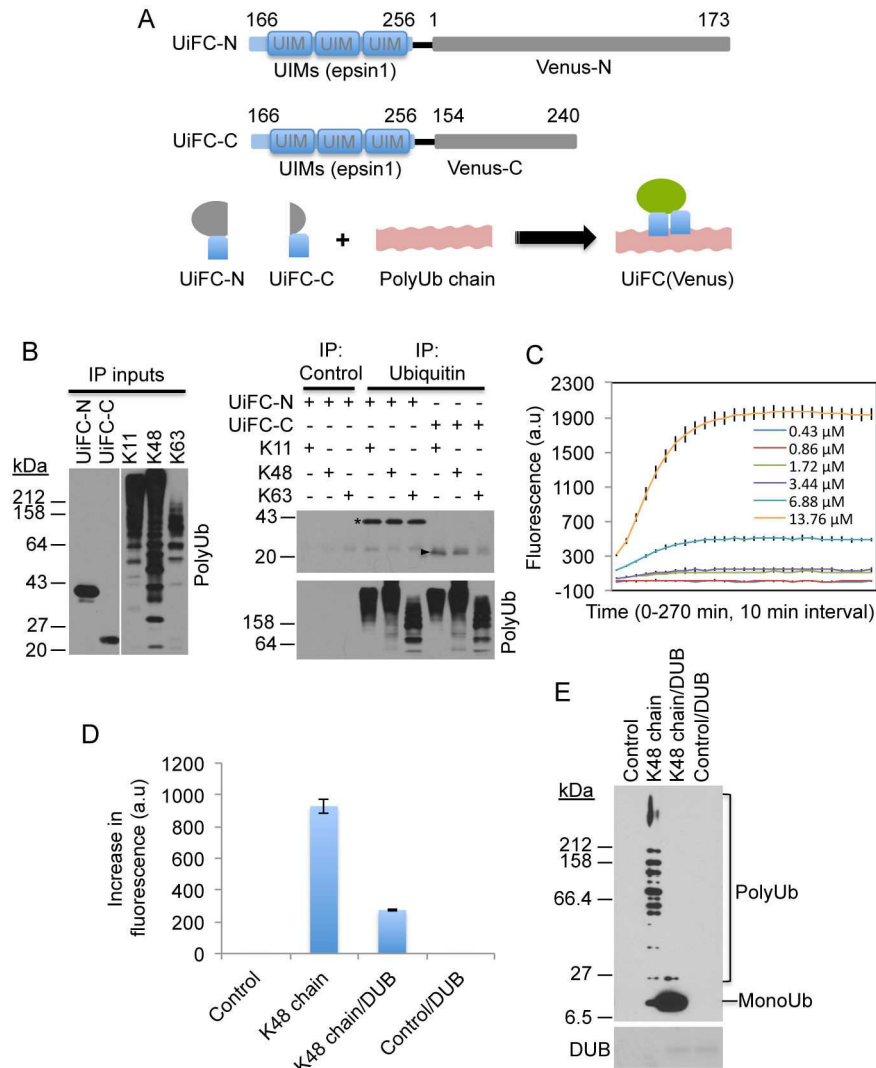 A
166 256 1 173
UiFC-N UIM UIM UIM
UIMs (epsin1) Venus-N
166 256 154 240
UiFC-C UIM UIM UIM
UIMs (epsin1) Venus-C
+
UiFC-N UiFC-C PolyUb chain UiFC(Venus)
B
IP inputs
UiFC-N
UiFC-C
K11
K48
K63
kDa
212
158
64
43
27
20
PolyUb
IP: Control
IP: Ubiquitin
UiFC-N + + + + + + - - -
UiFC-C - - - - - - + + +
K11 + - - + - - + - -
K48 - + - - + - - + -
K63 - - + - - + - - +
43
*
20
158
64
PolyUb
C
Fluorescence (a.u)
2300
1900
1500
1100
700
300
-100
0.43 µM
0.86 µM
1.72 µM
3.44 µM
6.88 µM
13.76 µM
Time (0-270 min, 10 min interval)
D
Increase in
fluorescence (a.u)
1200
1000
800
600
400
200
0
Control
K48 chain
K48 chain/DUB
Control/DUB
E
Control
K48 chain
K48 chain/DUB
Control/DUB
kDa
212
158
66.4
27
6.5
PolyUb
MonoUb
DUB